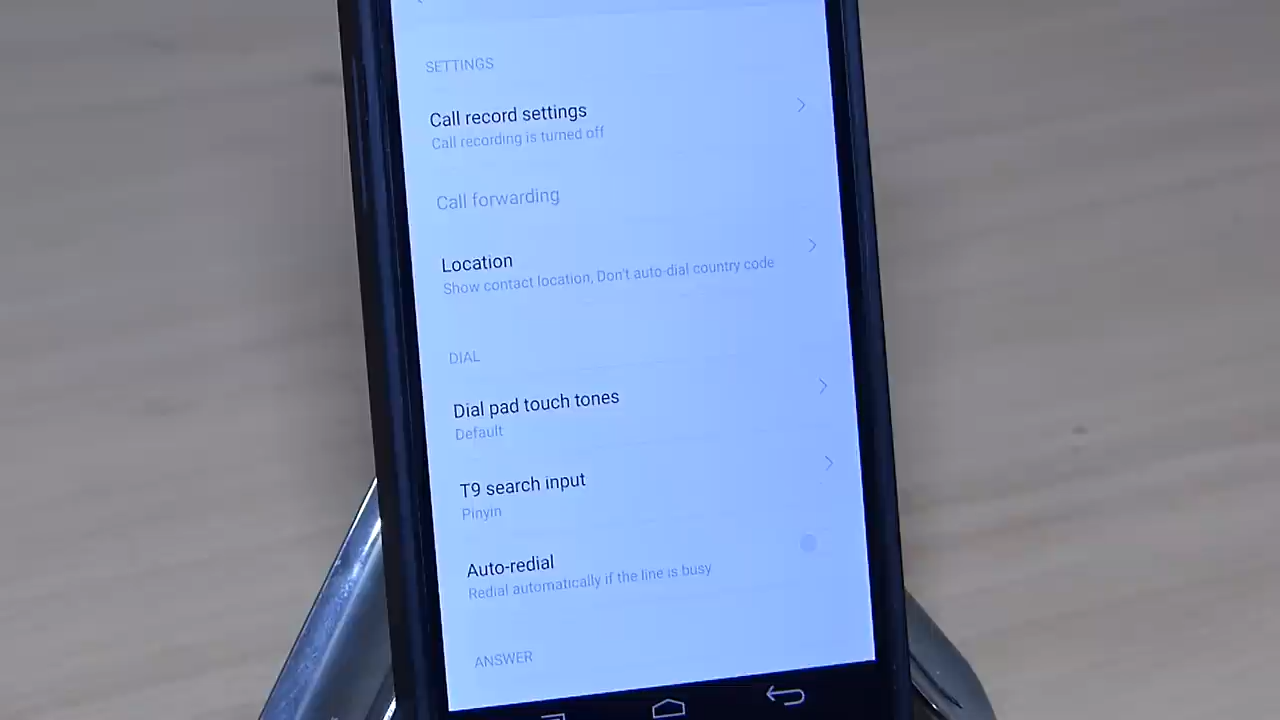 SETTINGS
Call record settings
Call recording is turned off
Call forwarding
Location
Show contact location, Don't auto-dial country code
DIAL
Dial pad touch tones
Default
T9 search input
Pinyin
Auto-redial
Redial automatically if the line is busy
ANSWER